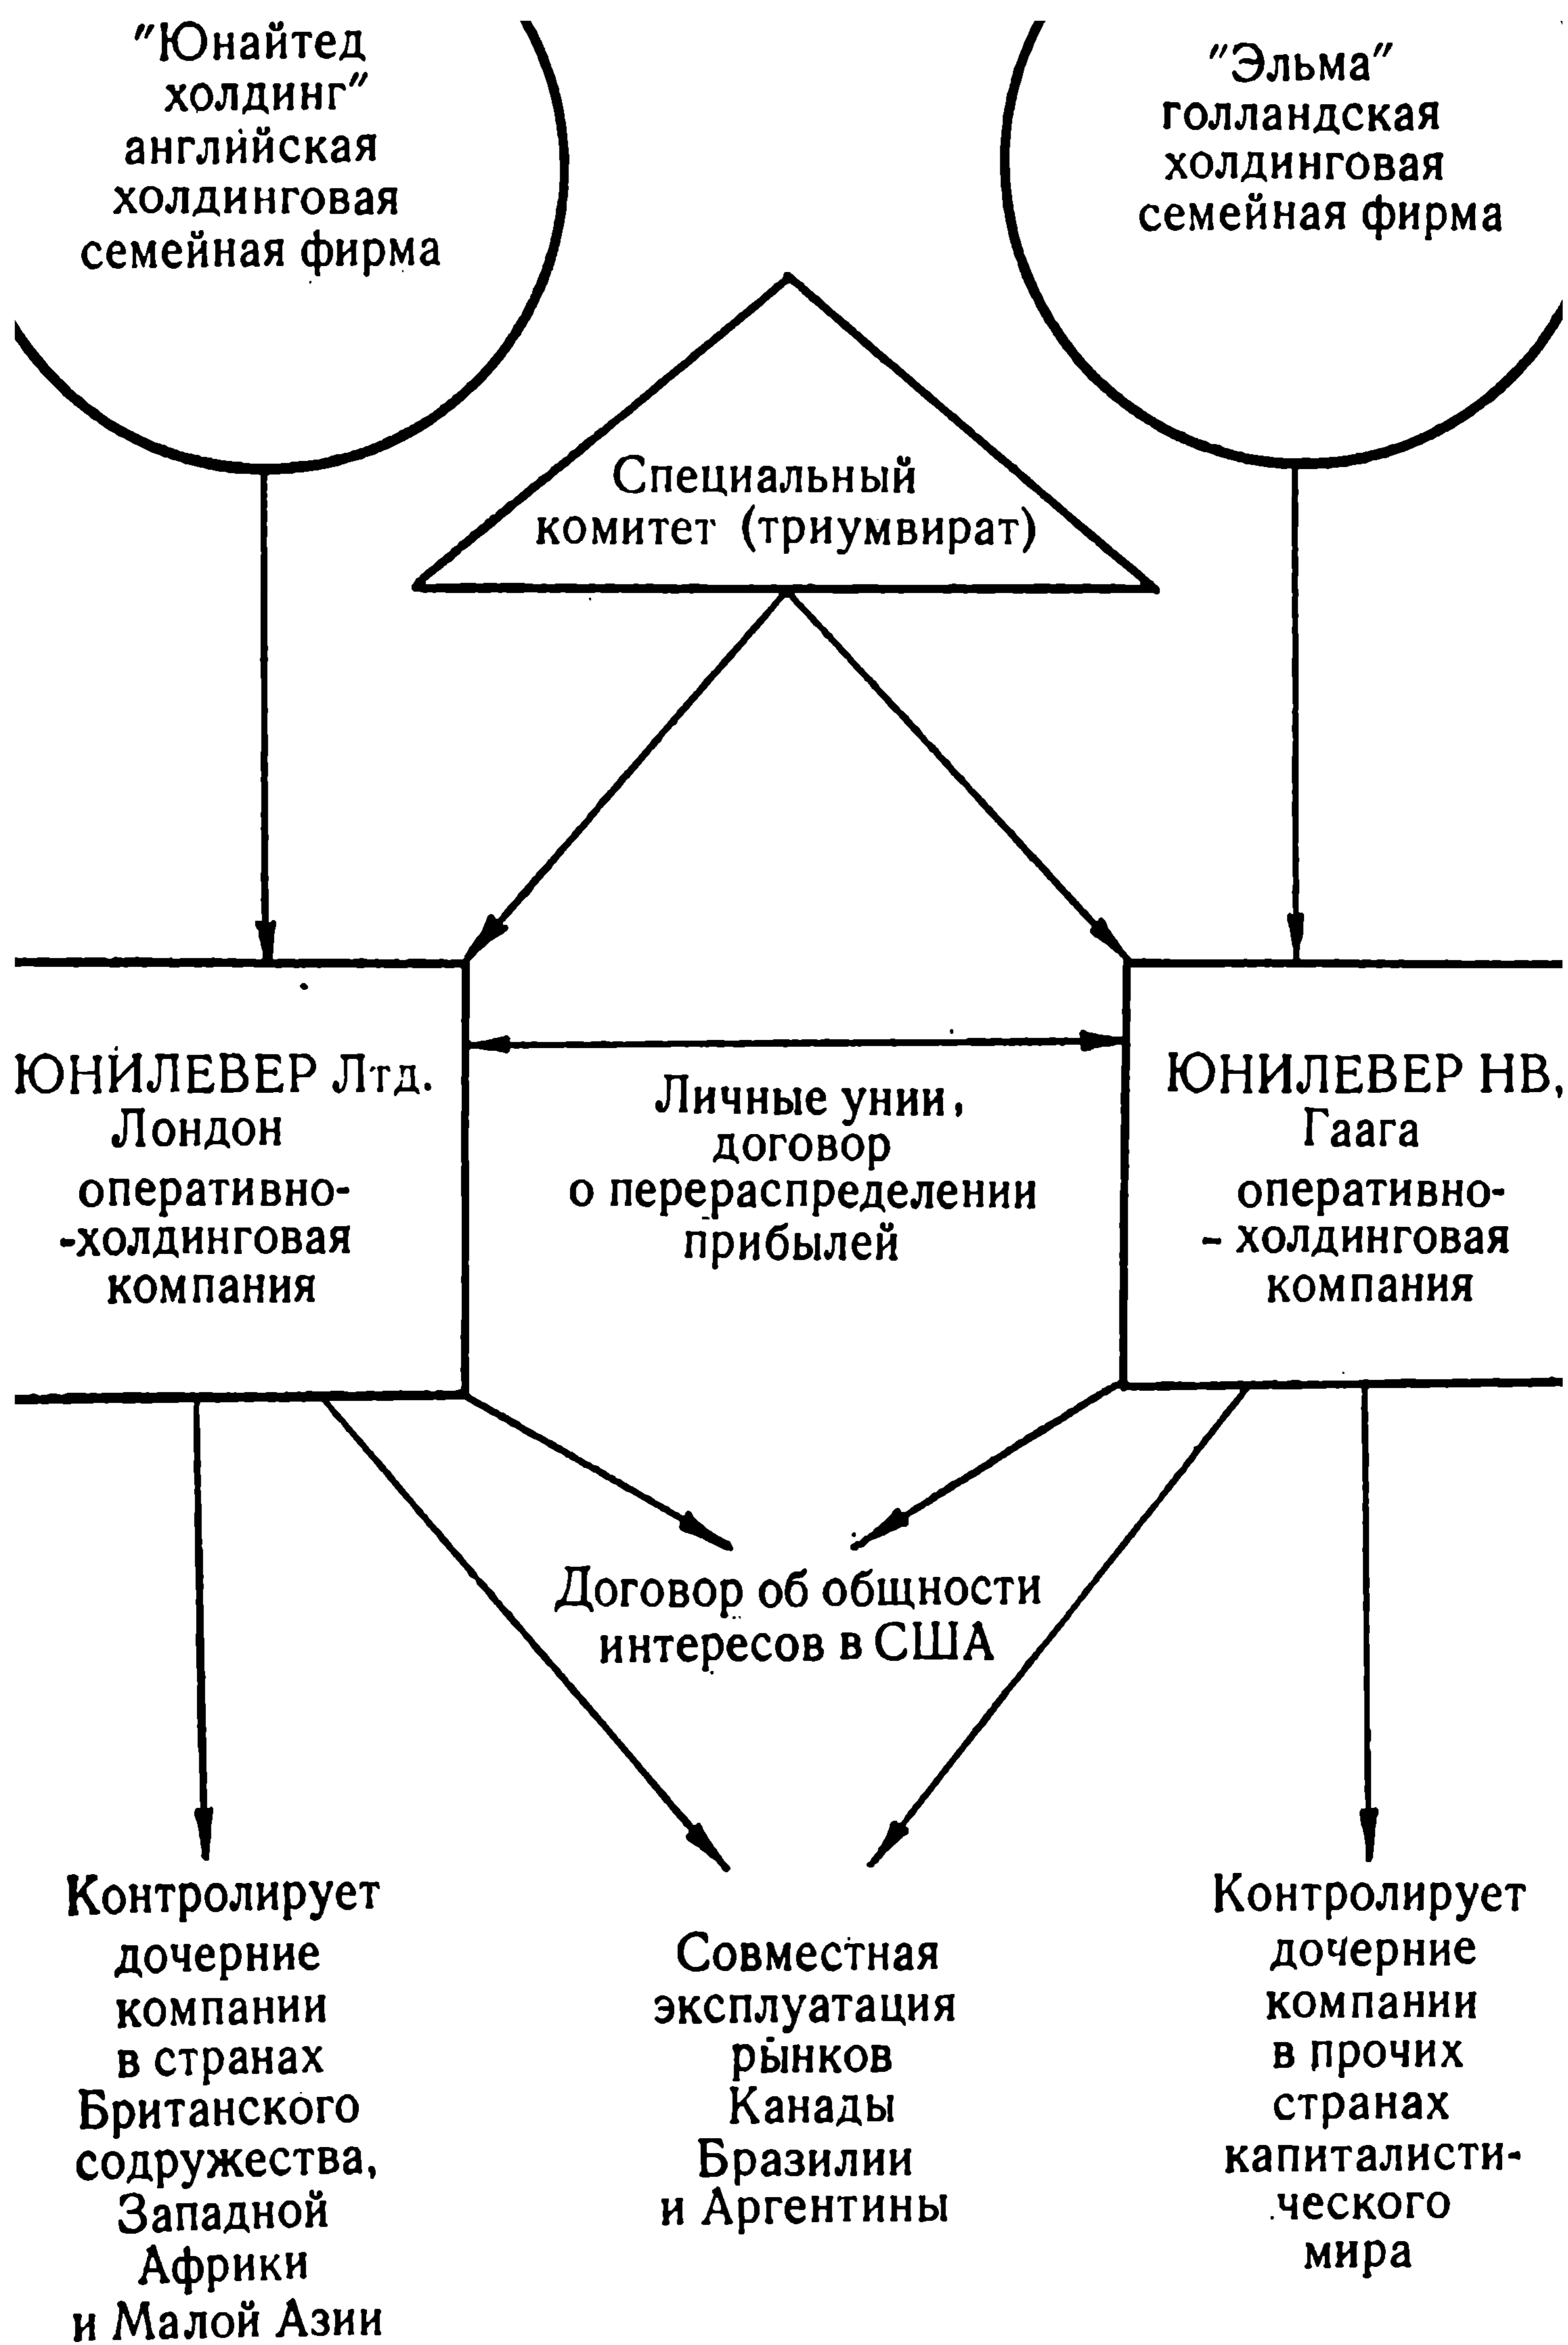 "Юнайтед
холдинг"
английская
холдинговая
семейная фирма
"Эльма"
голландская
холдинговая
семейная фирма
Специальный
комитет (триумвират)
ЮНИЛЕВЕР Лтд.
Лондон
оперативно-
-холдинговая
компания
Личные унии,
договор
о перераспределении
прибылей
ЮНИЛЕВЕР НВ,
Гаага
оперативно-
- холдинговая
компания
Договор об общности
интересов в США
Контролирует
дочерние
компании
в странах
Британского
содружества,
Западной
Африки
и Малой Азии
Совместная
эксплуатация
рынков
Канады
Бразилии
и Аргентины
Контролирует
дочерние
компании
в прочих
странах
капиталисти-
ческого
мира